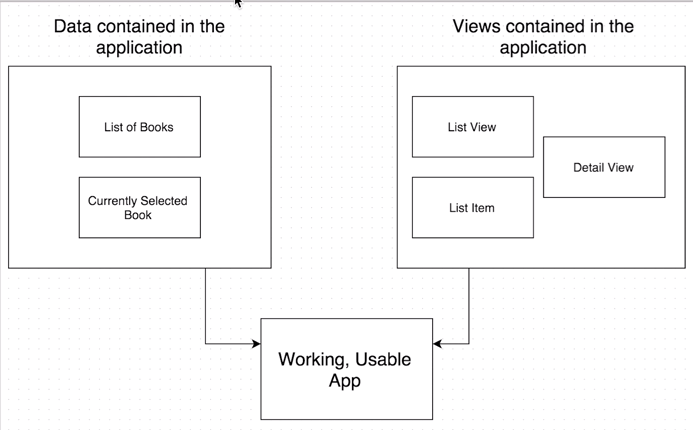 Data contained in the
application
Views contained in the
application
List of Books
Currently Selected
Book
List View
Detail View
List Item
Working, Usable
App